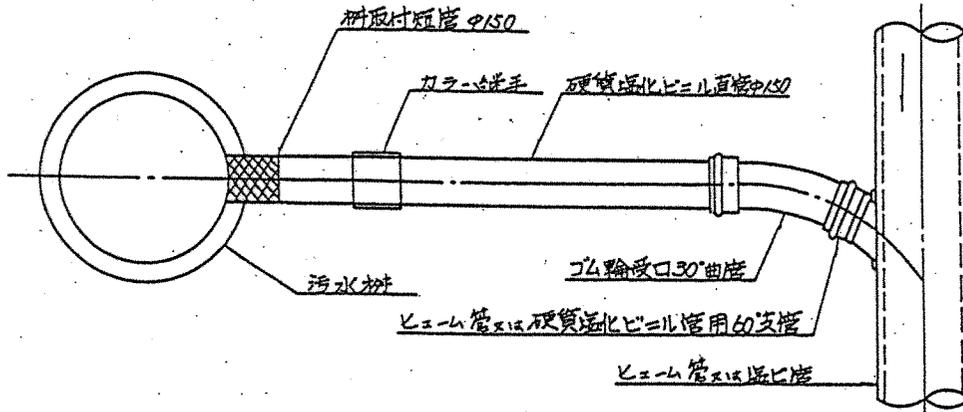 桝取付短管 φ150
カラー継手
硬質塩化ビニル直管φ150
ゴム輪受口30°曲管
汚水桝
ヒューム管又は硬質塩化ビニル管用60°支管
ヒューム管又は塩ビ管